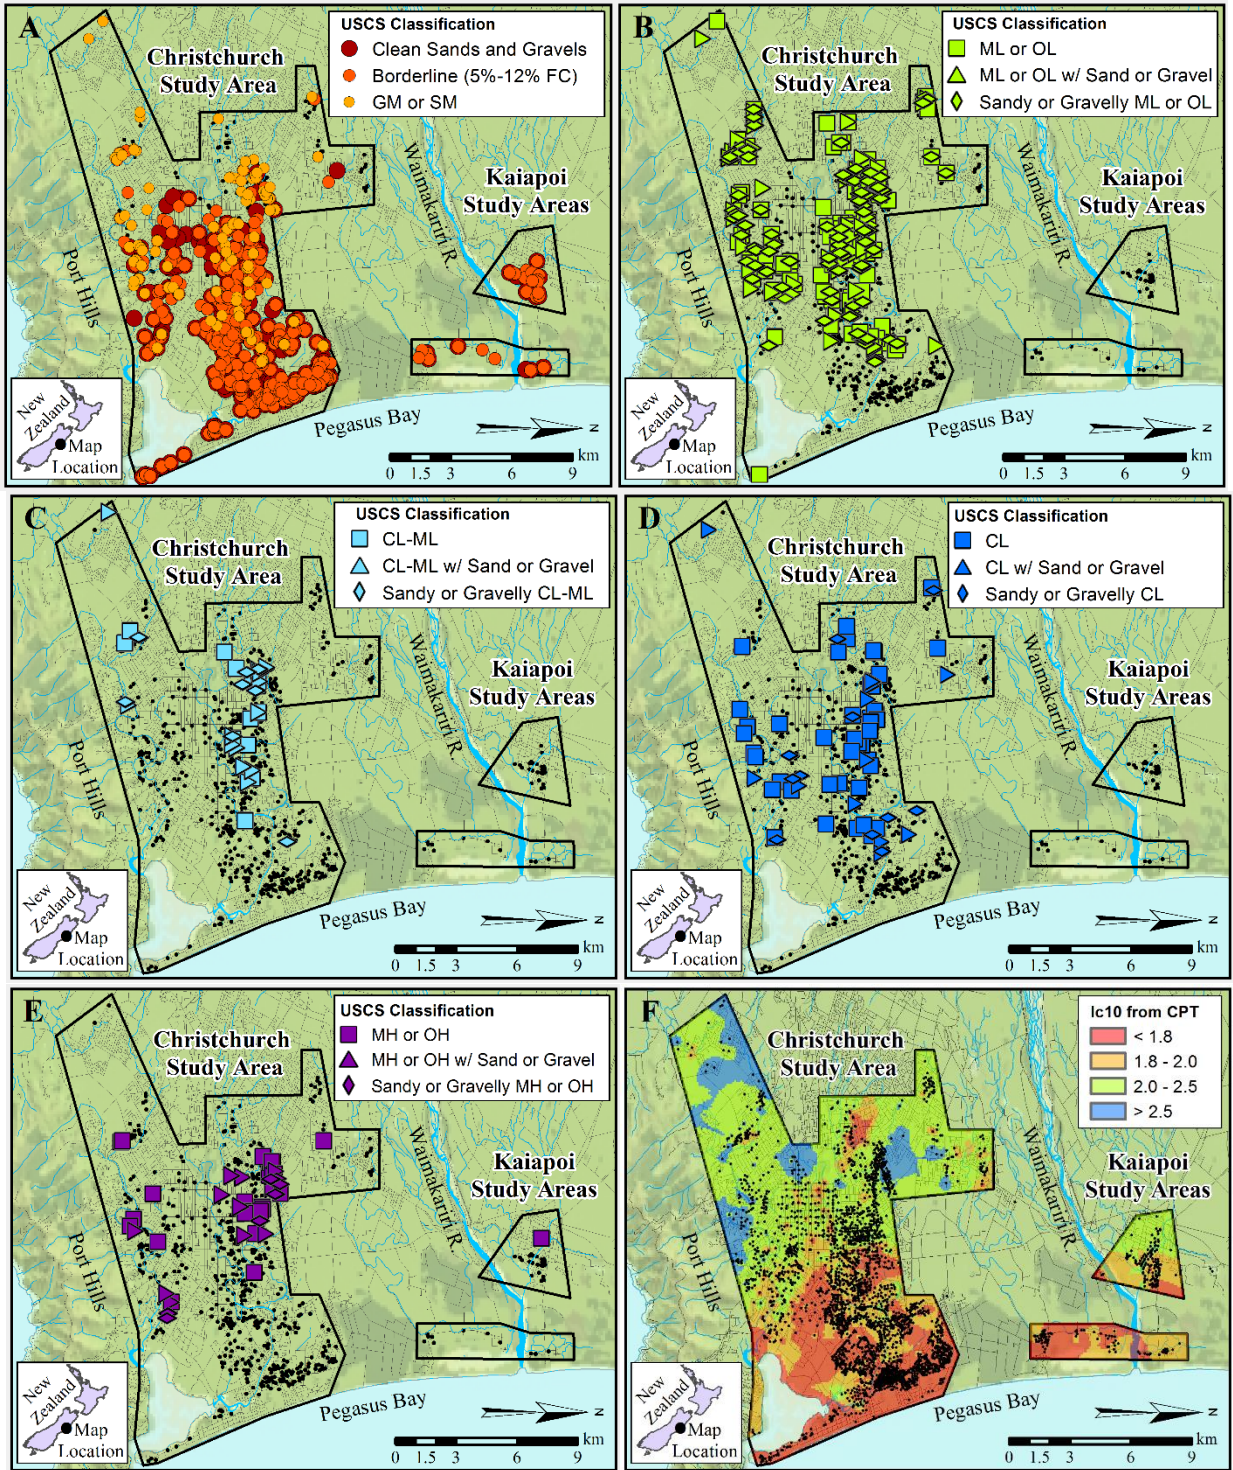 A
Christchurch
Study Area
USCS Classification
Clean Sands and Gravels
Borderline (5%-12% FC)
GM or SM
Waimakariri R.
Kaiapoi
Study Areas
Port Hills
New
Zealand
Map
Location
Pegasus Bay
N
km
0 1.5 3 6 9
B
Christchurch
Study Area
USCS Classification
ML or OL
ML or OL w/ Sand or Gravel
Sandy or Gravelly ML or OL
Waimakariri R.
Kaiapoi
Study Areas
Port Hills
New
Zealand
Map
Location
Pegasus Bay
N
km
0 1.5 3 6 9
C
Christchurch
Study Area
USCS Classification
CL-ML
CL-ML w/ Sand or Gravel
Sandy or Gravelly CL-ML
Waimakariri R.
Kaiapoi
Study Areas
Port Hills
New
Zealand
Map
Location
Pegasus Bay
N
km
0 1.5 3 6 9
D
Christchurch
Study Area
USCS Classification
CL
CL w/ Sand or Gravel
Sandy or Gravelly CL
Waimakariri R.
Kaiapoi
Study Areas
Port Hills
New
Zealand
Map
Location
Pegasus Bay
N
km
0 1.5 3 6 9
E
Christchurch
Study Area
USCS Classification
MH or OH
MH or OH w/ Sand or Gravel
Sandy or Gravelly MH or OH
Waimakariri R.
Kaiapoi
Study Areas
Port Hills
New
Zealand
Map
Location
Pegasus Bay
N
km
0 1.5 3 6 9
F
Christchurch
Study Area
Ic10 from CPT
< 1.8
1.8 - 2.0
2.0 - 2.5
> 2.5
Waimakariri R.
Kaiapoi
Study Areas
Port Hills
New
Zealand
Map
Location
Pegasus Bay
N
km
0 1.5 3 6 9